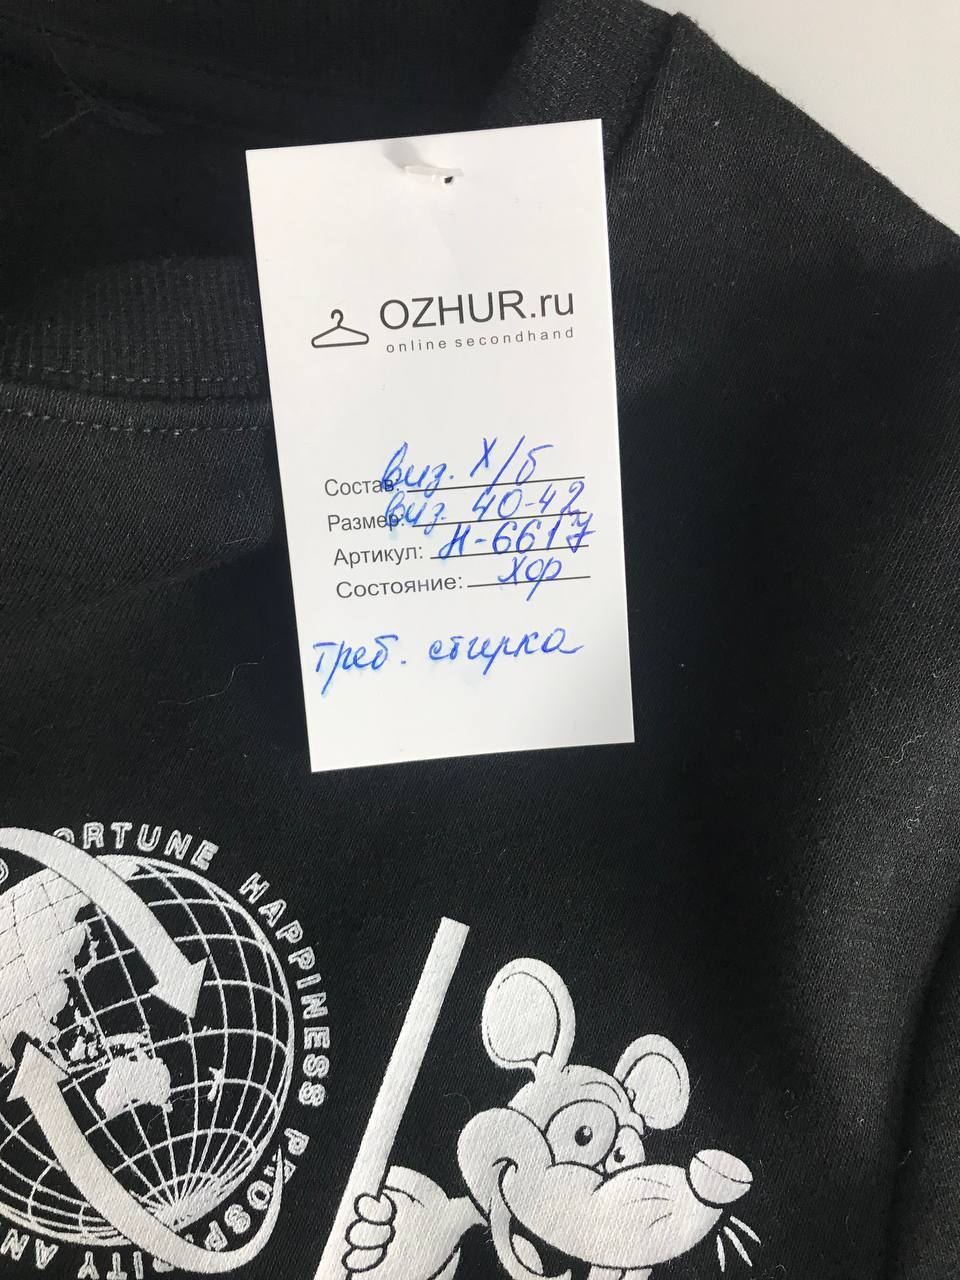 OZHUR.ru
online secondhand
Состав: виз. Х/б
Размер: виз. 40-42
Артикул: Н-6617
Состояние: хор
треб. стирка
ORTUNE HAPPINESS PROSPERITY AN